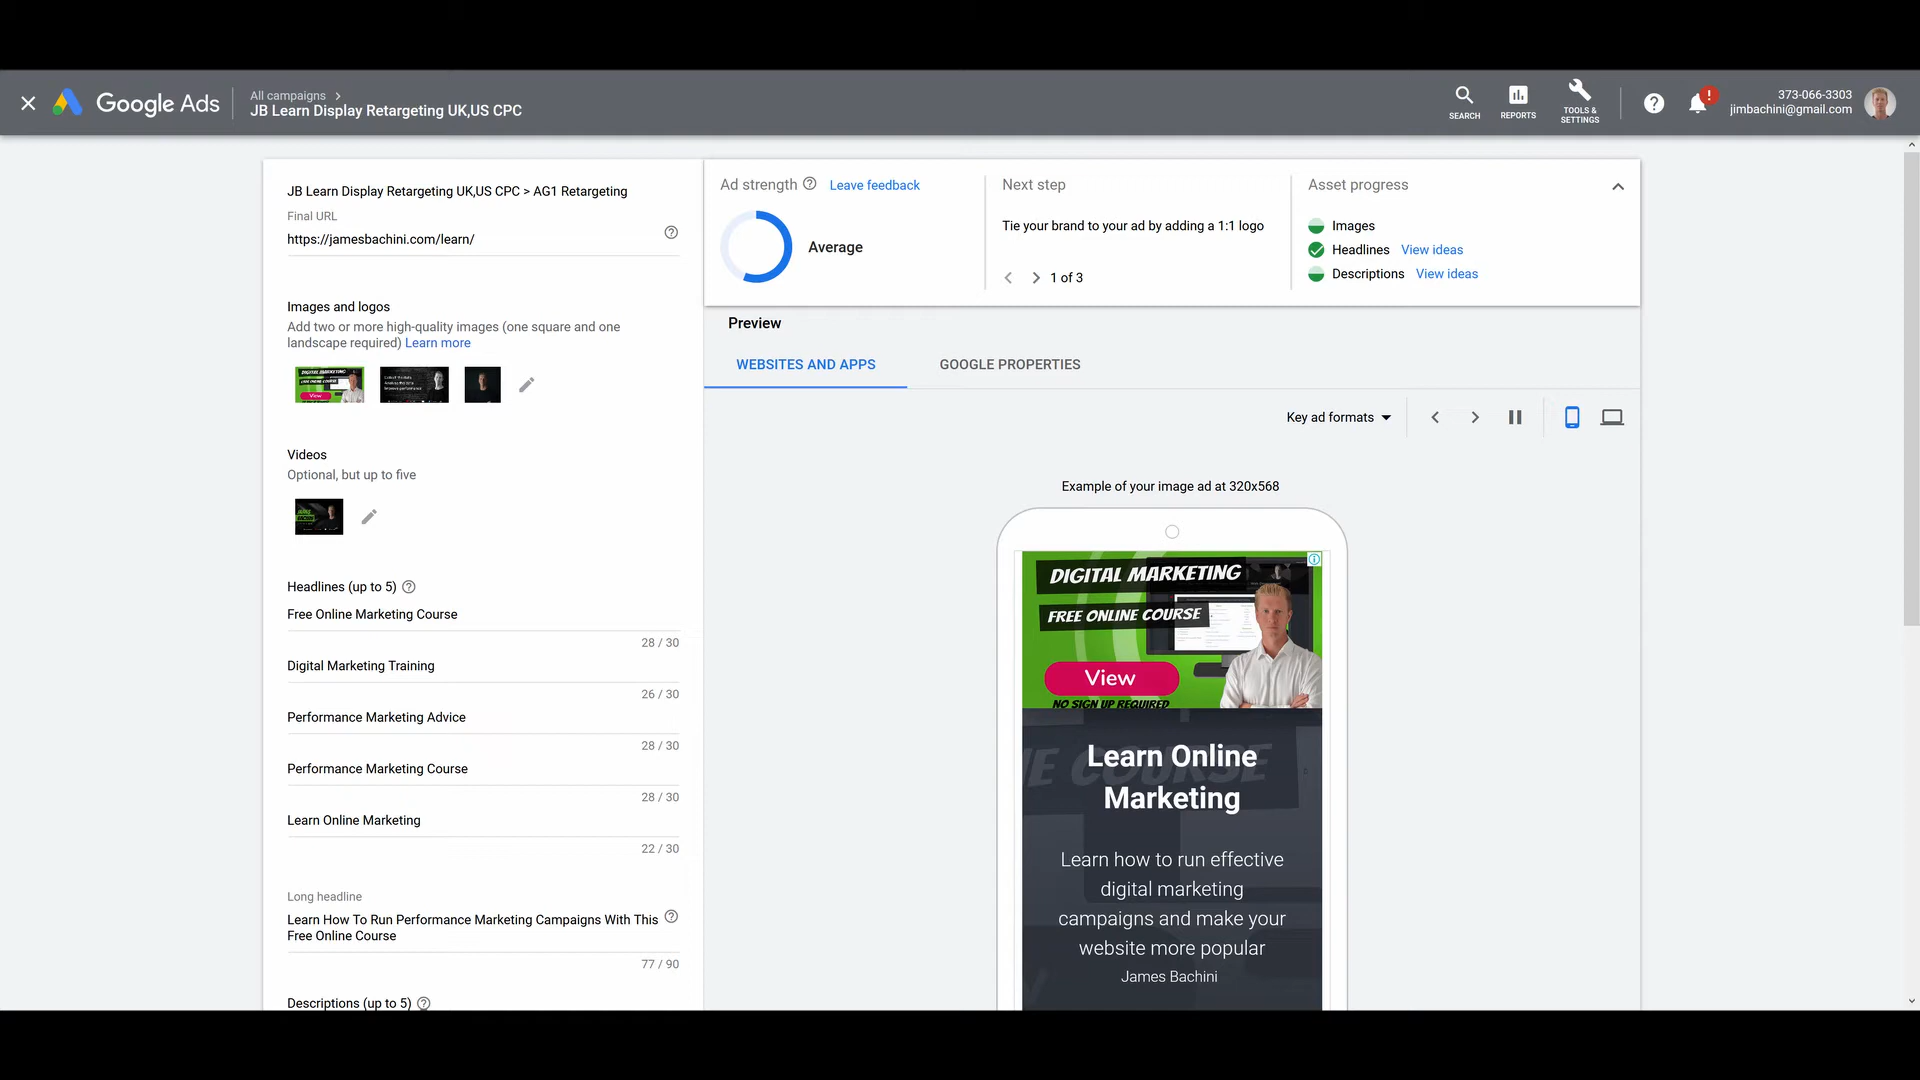 Google Ads
All campaigns
JB Learn Display Retargeting UK,US CPC
SEARCH
REPORTS
TOOLS &
SETTINGS
!
373-066-3303
jimbachini@gmail.com
JB Learn Display Retargeting UK,US CPC > AG1 Retargeting
Final URL
https://jamesbachini.com/learn/
Images and logos
Add two or more high-quality images (one square and one
landscape required) Learn more
DIGITAL MARKETING
View
Videos
Optional, but up to five
Headlines (up to 5)
Free Online Marketing Course
28 / 30
Digital Marketing Training
26 / 30
Performance Marketing Advice
28 / 30
Performance Marketing Course
28 / 30
Learn Online Marketing
22 / 30
Long headline
Learn How To Run Performance Marketing Campaigns With This
Free Online Course
77 / 90
Descriptions (up to 5)
Ad strength
Leave feedback
Average
Next step
Tie your brand to your ad by adding a 1:1 logo
1 of 3
Asset progress
Images
Headlines View ideas
Descriptions View ideas
Preview
WEBSITES AND APPS
GOOGLE PROPERTIES
Key ad formats
Example of your image ad at 320x568
DIGITAL MARKETING
FREE ONLINE COURSE
View
NO SIGN UP REQUIRED
Learn Online
Marketing
Learn how to run effective
digital marketing
campaigns and make your
website more popular
James Bachini